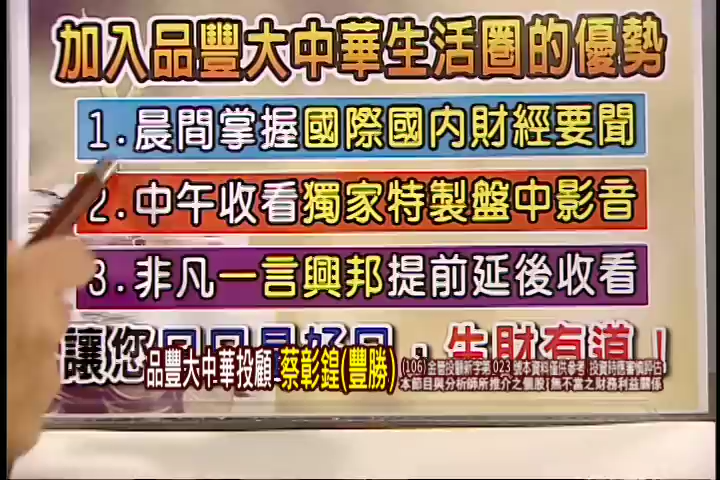 加入品豐大中華生活圈的優勢
1.晨間掌握國際國內財經要聞
2.中午收看獨家特製盤中影音
3.非凡一言興邦提前延後收看
讓您日日是好日，生財有道！
品豐大中華投顧 蔡彰鍠(豐勝)
(106)金管投顧新字第023號本資料僅供參考 投資時應審慎評估
本節目與分析師所推介之個股無不當之財務利益關係